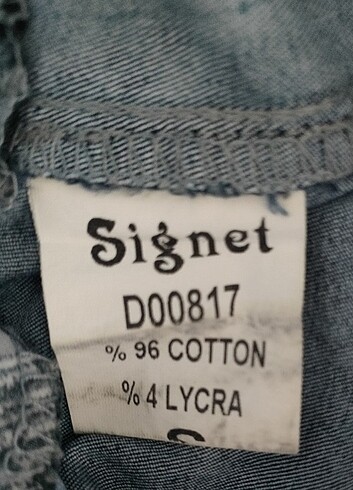 Signet
D00817
% 96 COTTON
% 4 LYCRA